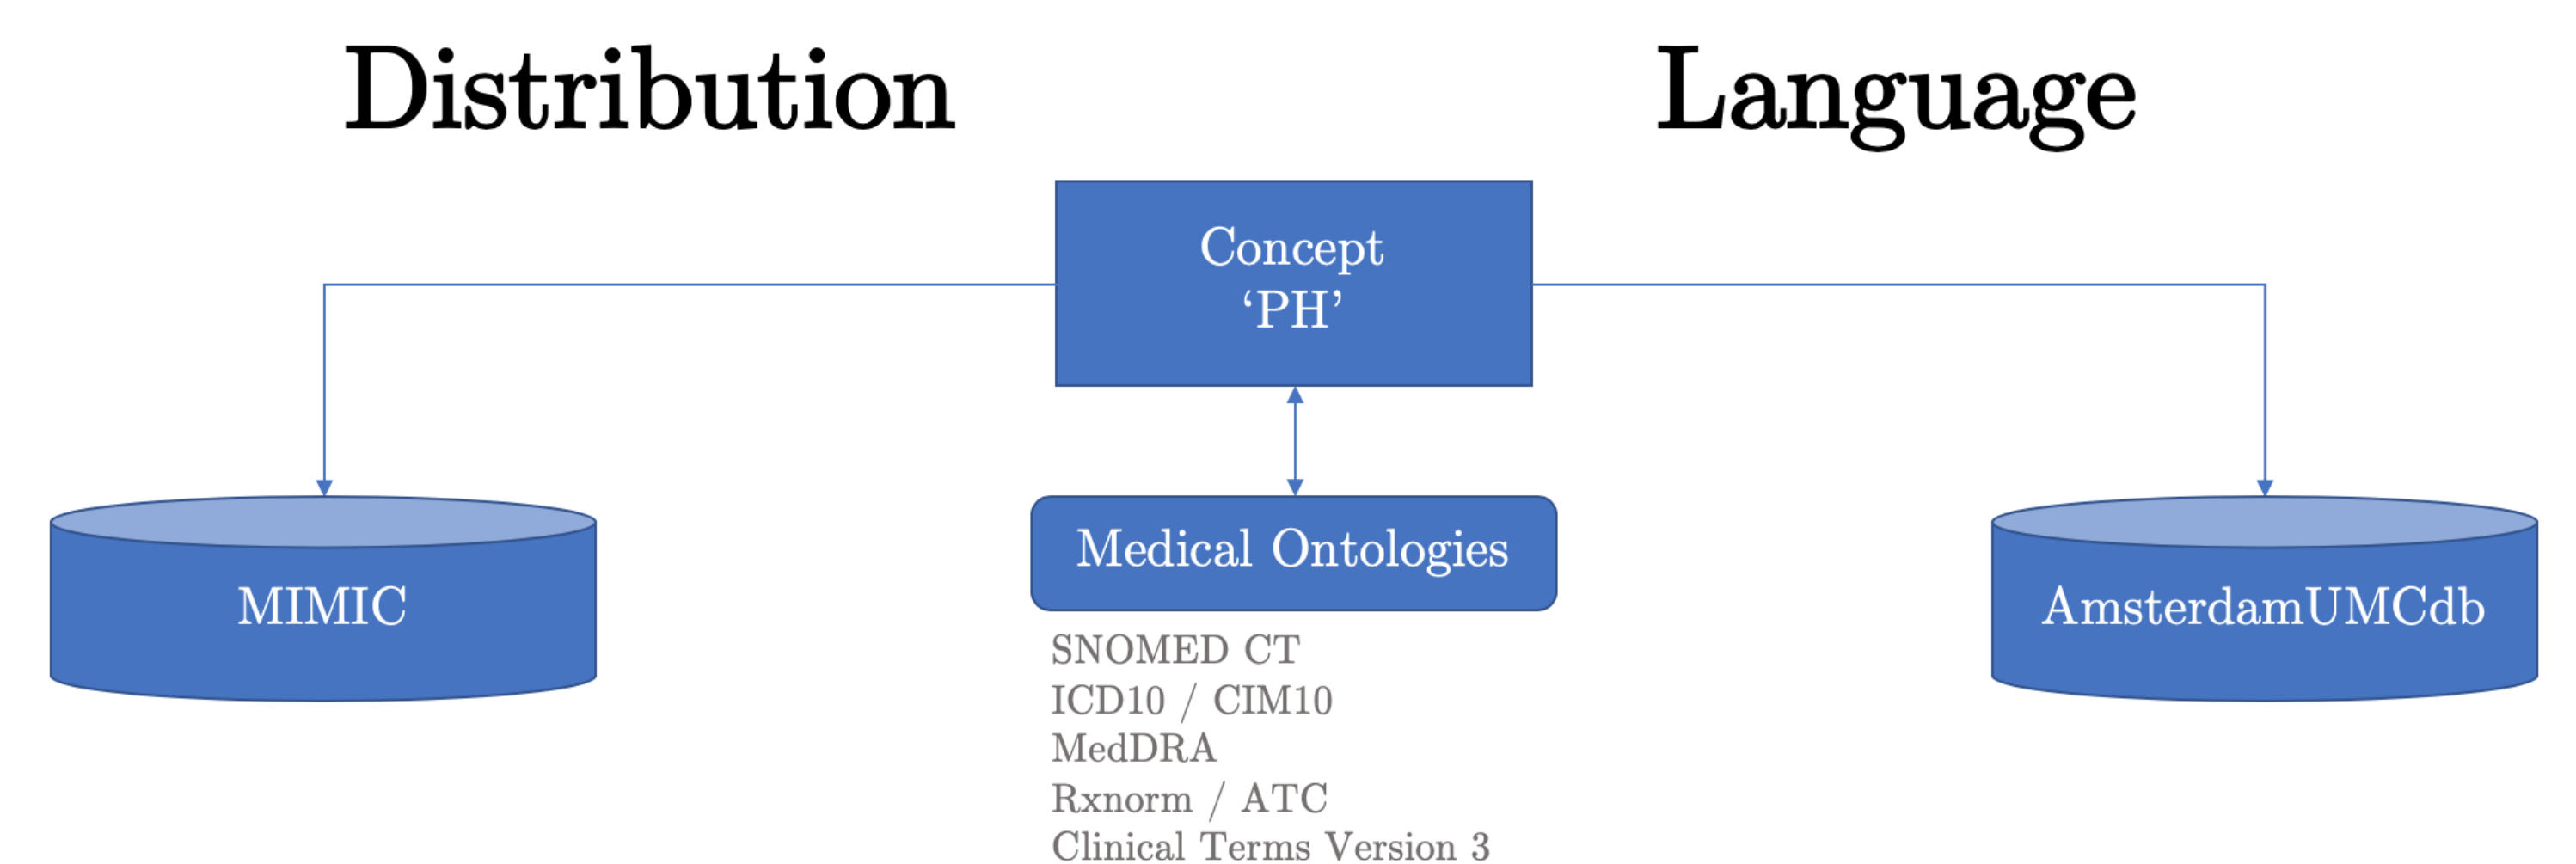 Distribution
Language
Concept
‘PH’
MIMIC
Medical Ontologies
AmsterdamUMCdb
SNOMED CT
ICD10 / CIM10
MedDRA
Rxnorm / ATC
Clinical Terms Version 3